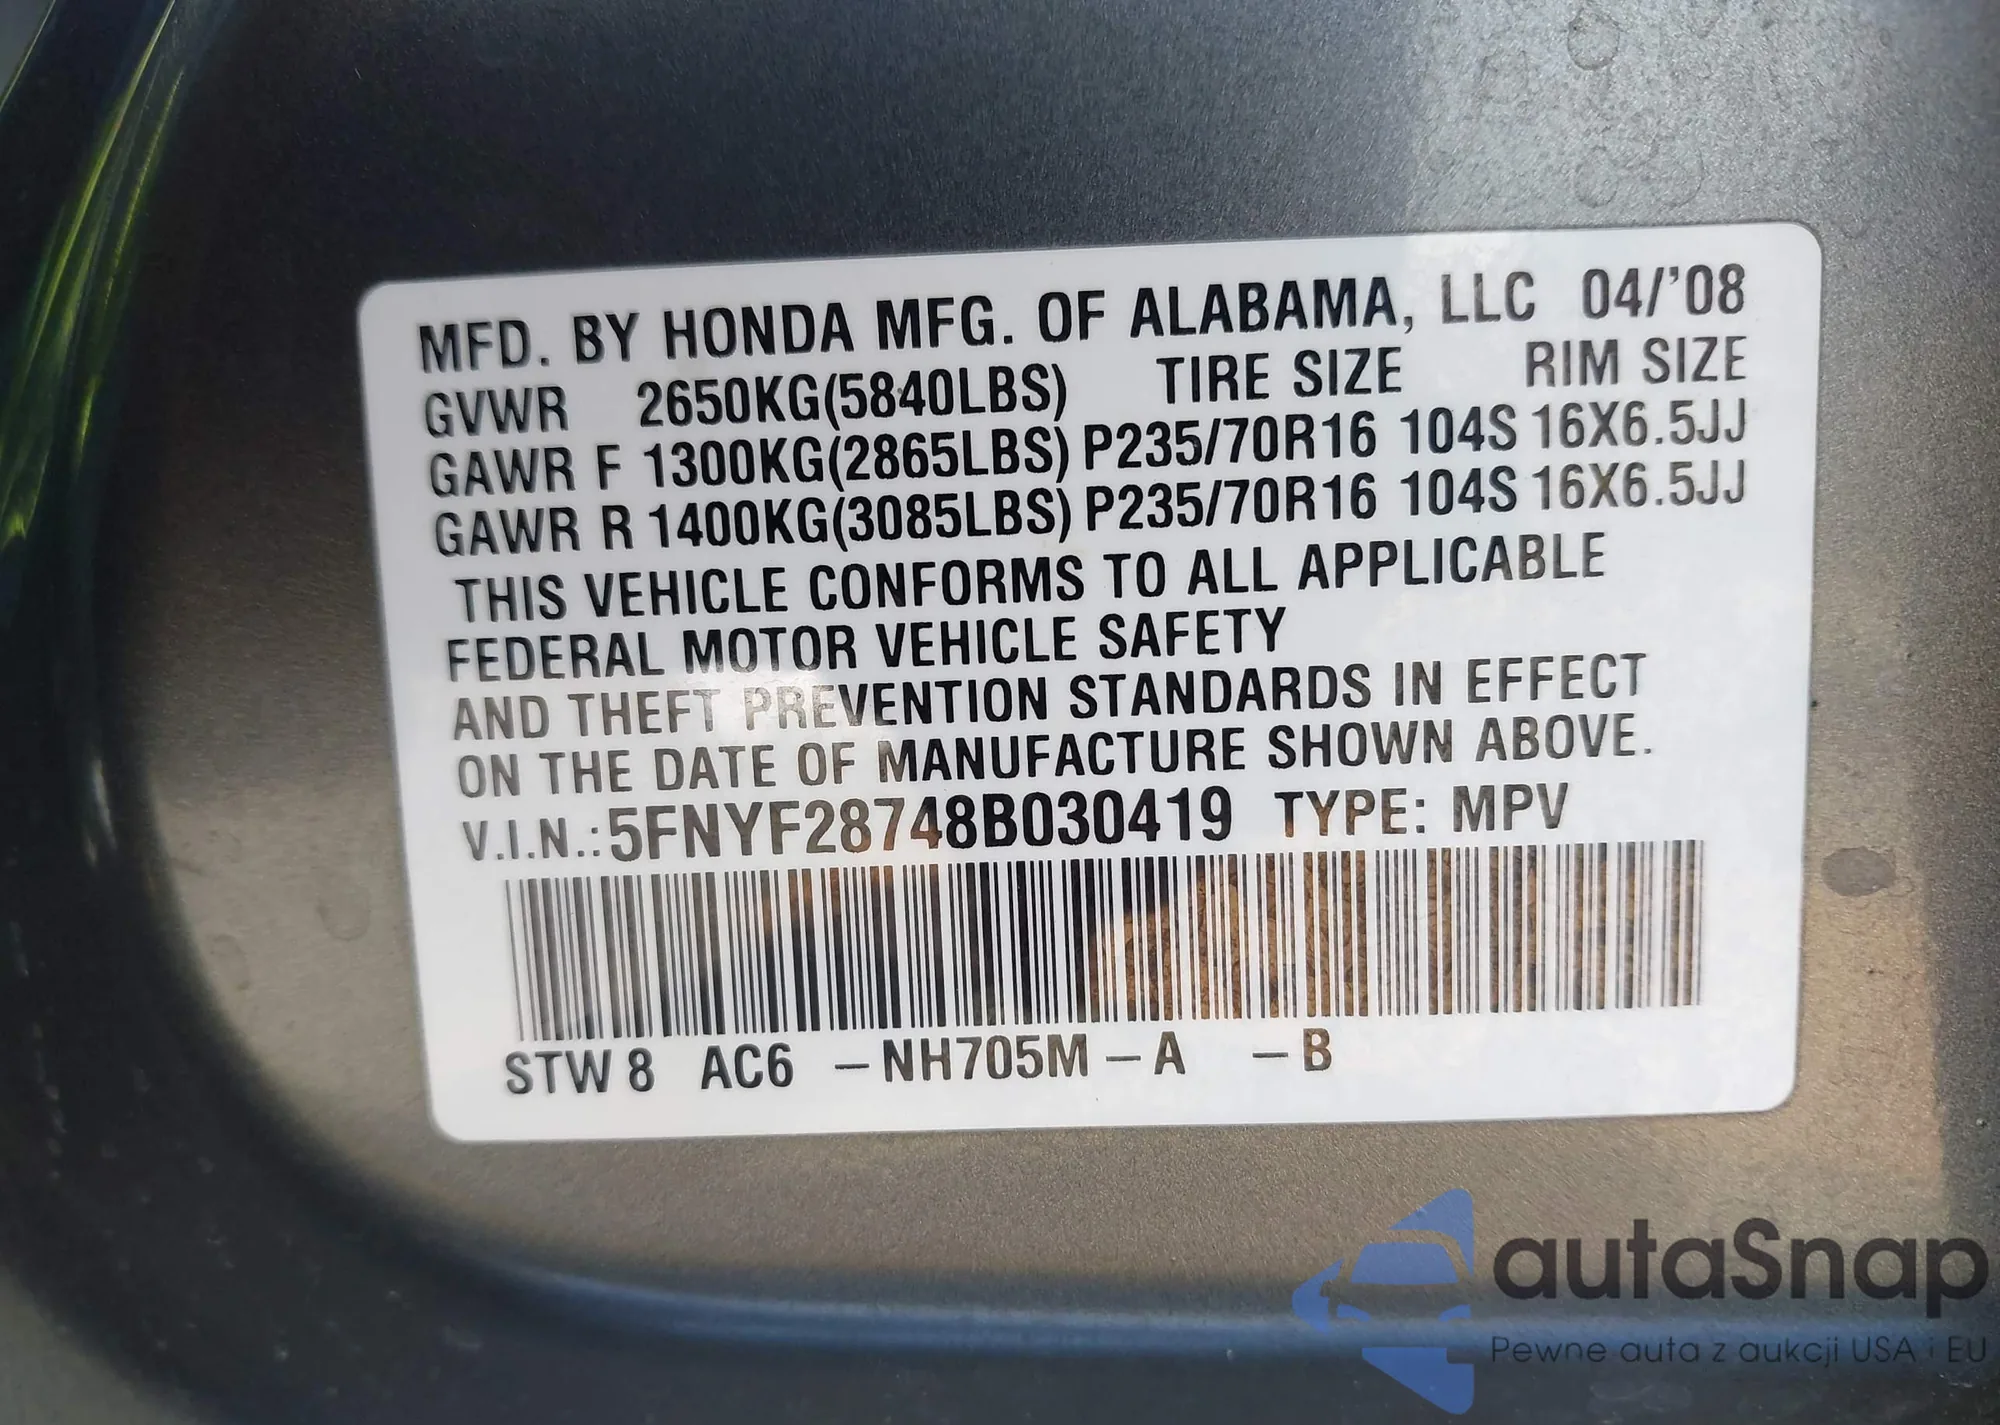 MFD. BY HONDA MFG. OF ALABAMA, LLC 04/'08
GVWR 2650KG(5840LBS) TIRE SIZE RIM SIZE
GAWR F 1300KG(2865LBS) P235/70R16 104S 16X6.5JJ
GAWR R 1400KG(3085LBS) P235/70R16 104S 16X6.5JJ
THIS VEHICLE CONFORMS TO ALL APPLICABLE
FEDERAL MOTOR VEHICLE SAFETY
AND THEFT PREVENTION STANDARDS IN EFFECT
ON THE DATE OF MANUFACTURE SHOWN ABOVE.
V.I.N.: 5FNYF28748B030419 TYPE: MPV
STW 8 AC6 – NH705M – A – B
autaSnap
Pewne auta z aukcji USA i EU